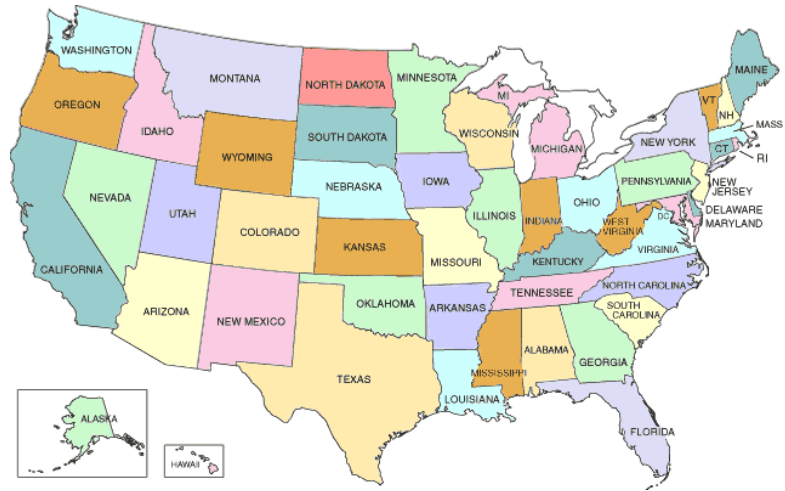 WASHINGTON
MONTANA
NORTH DAKOTA
MINNESOTA
MAINE
OREGON
IDAHO
WYOMING
SOUTH DAKOTA
WISCONSIN
MI
MICHIGAN
NEW YORK
VT
NH
MASS
CT
RI
NEVADA
UTAH
COLORADO
NEBRASKA
IOWA
ILLINOIS
INDIANA
OHIO
PENNSYLVANIA
NEW
JERSEY
DELAWARE
MARYLAND
DC
WEST
VIRGINIA
VIRGINIA
CALIFORNIA
KANSAS
MISSOURI
KENTUCKY
ARIZONA
NEW MEXICO
OKLAHOMA
ARKANSAS
TENNESSEE
NORTH CAROLINA
SOUTH
CAROLINA
TEXAS
LOUISIANA
MISSISSIPPI
ALABAMA
GEORGIA
FLORIDA
ALASKA
HAWAII